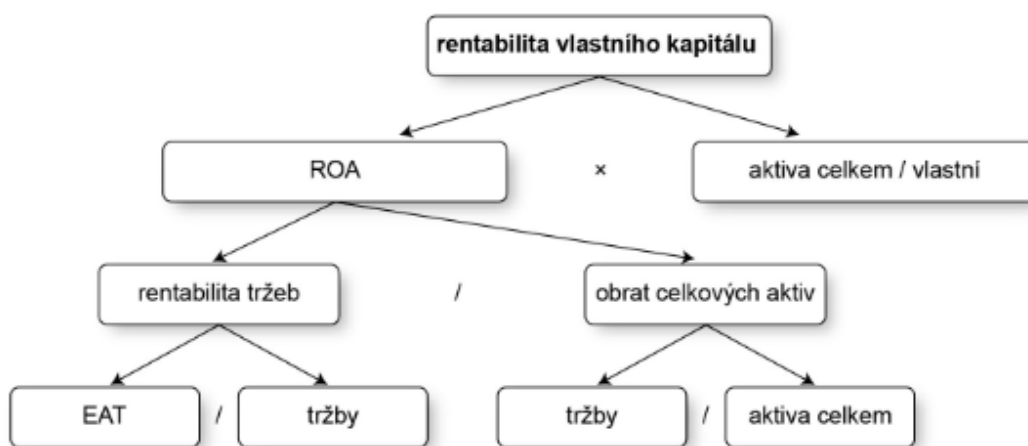 rentabilita vlastního kapitálu
ROA × aktiva celkem / vlastní
rentabilita tržeb / obrat celkových aktiv
EAT / tržby tržby / aktiva celkem